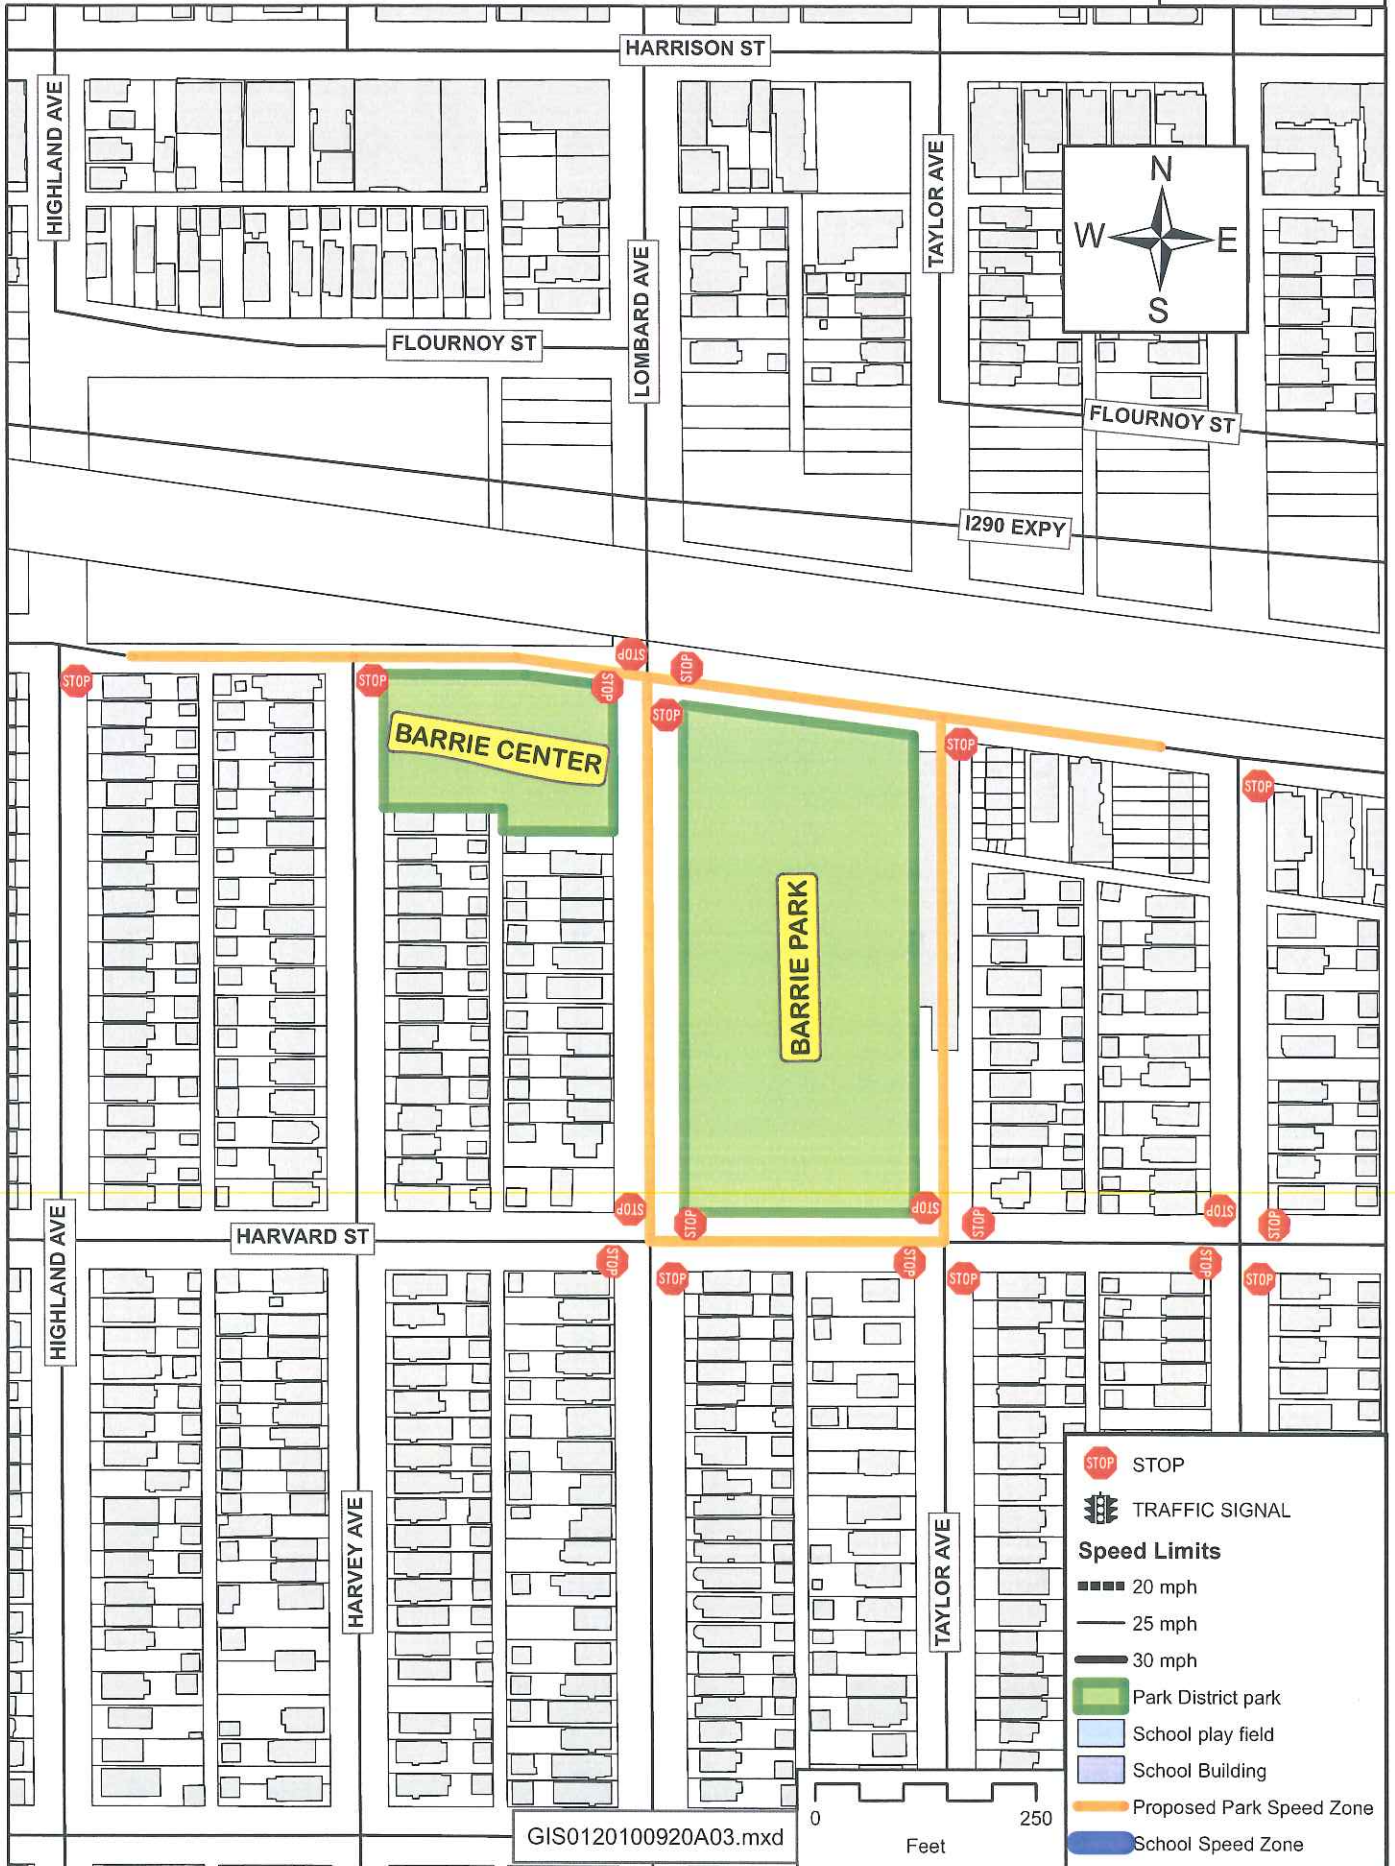 HARRISON ST
HIGHLAND AVE
TAYLOR AVE
N
W E
S
LOMBARD AVE
FLOURNOY ST
FLOURNOY ST
I290 EXPY
STOP
STOP
STOP
STOP
STOP
STOP
BARRIE CENTER
STOP
STOP
BARRIE PARK
STOP
STOP
STOP
STOP
STOP
STOP
HIGHLAND AVE
HARVARD ST
STOP
STOP
STOP
STOP
STOP
STOP
HARVEY AVE
TAYLOR AVE
STOP STOP
TRAFFIC SIGNAL
Speed Limits
20 mph
25 mph
30 mph
Park District park
School play field
School Building
Proposed Park Speed Zone
School Speed Zone
GIS0120100920A03.mxd
0 250
Feet